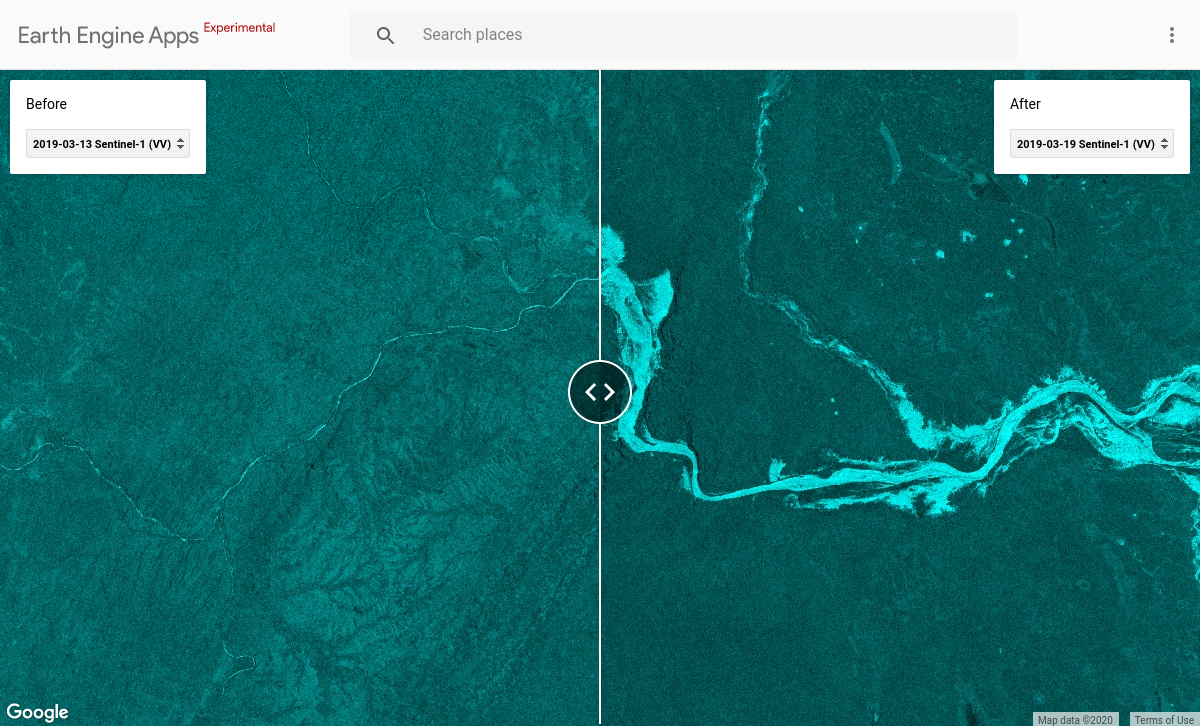 Earth Engine Apps Experimental
Search places
Before
2019-03-13 Sentinel-1 (VV)
After
2019-03-19 Sentinel-1 (VV)
Google
Map data ©2020
Terms of Use